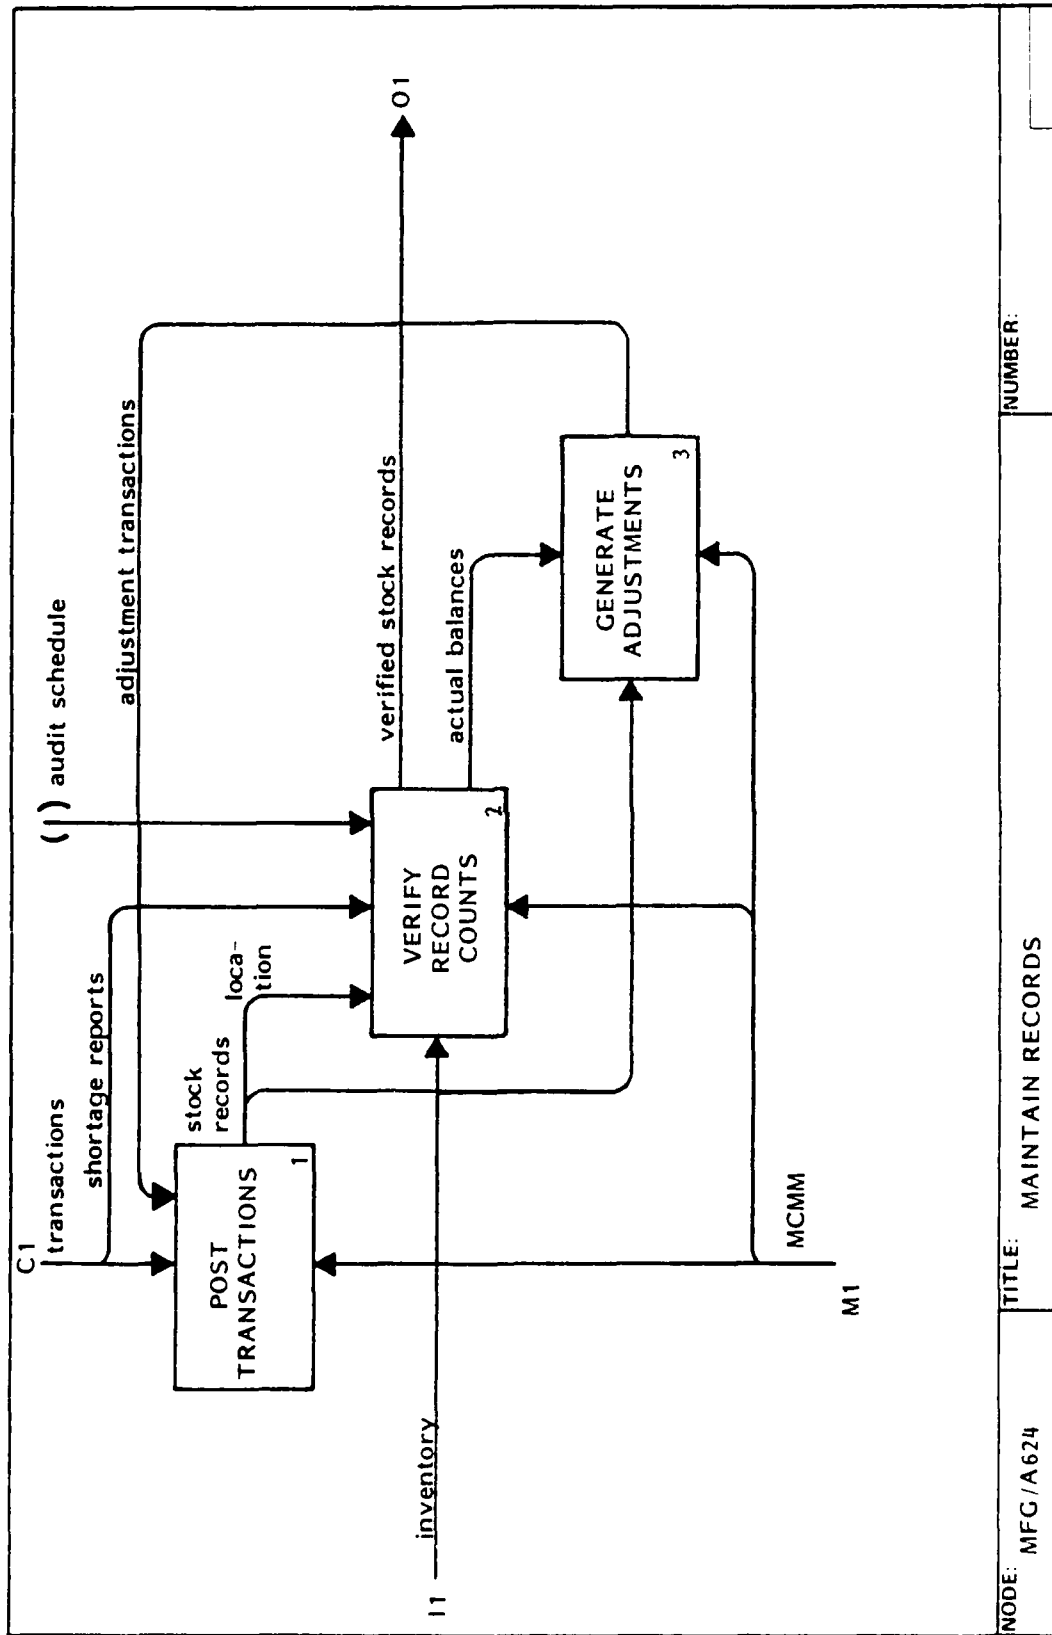 C1
transactions
shortage reports
( ) audit schedule
adjustment transactions
POST
TRANSACTIONS
1
stock
records
loca-
tion
I1
inventory
VERIFY
RECORD
COUNTS
2
verified stock records
O1
actual balances
GENERATE
ADJUSTMENTS
3
MCMM
M1
NODE: MFG/A624
TITLE: MAINTAIN RECORDS
NUMBER: